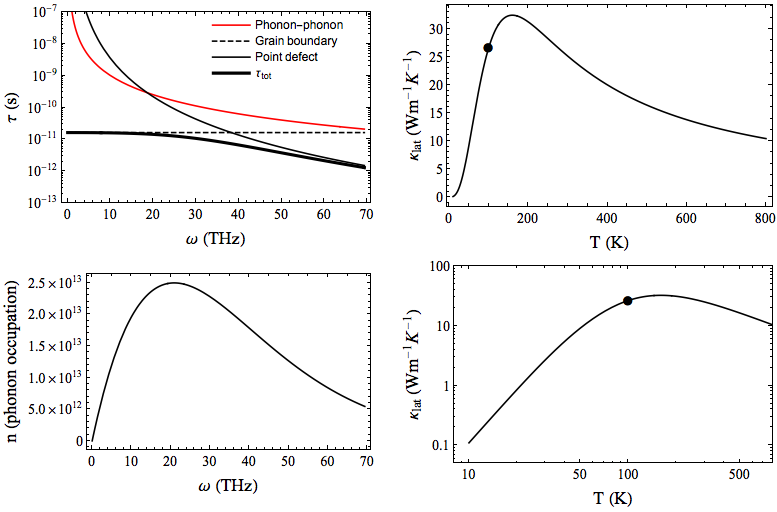 10⁻⁷
10⁻⁸
10⁻⁹
10⁻¹⁰
10⁻¹¹
10⁻¹²
10⁻¹³
τ (s)
Phonon–phonon
Grain boundary
Point defect
τtot
0 10 20 30 40 50 60 70
ω (THz)
30
25
20
15
10
5
0
κlat (Wm⁻¹K⁻¹)
0 200 400 600 800
T (K)
2.5×10¹³
2.0×10¹³
1.5×10¹³
1.0×10¹³
5.0×10¹²
0
n (phonon occupation)
0 10 20 30 40 50 60 70
ω (THz)
100
10
1
0.1
κlat (Wm⁻¹K⁻¹)
10 50 100 500
T (K)